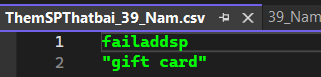 ThemSPThatbai_39_Nam.csv 39_Nam.
1 failaddsp
2 "gift card"